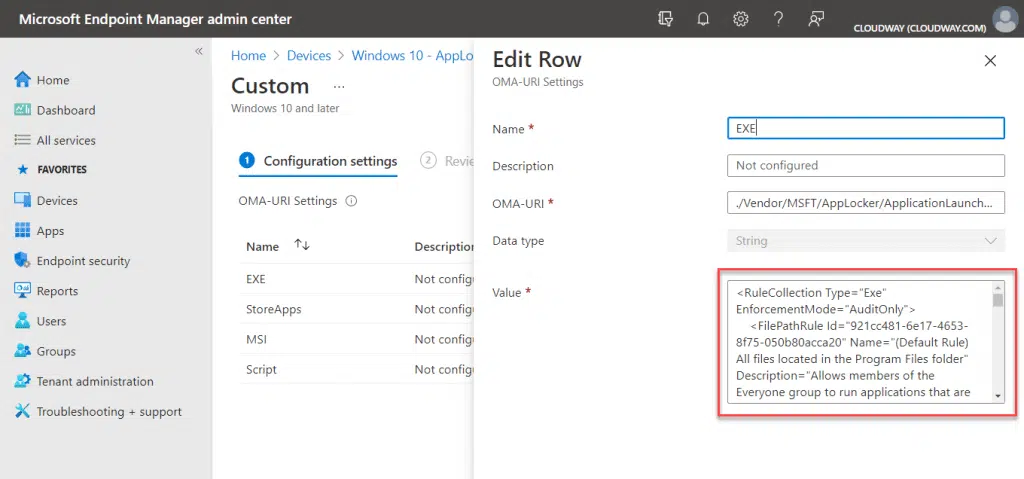 Microsoft Endpoint Manager admin center
CLOUDWAY (CLOUDWAY.COM)
«
Home
Dashboard
All services
FAVORITES
Devices
Apps
Endpoint security
Reports
Users
Groups
Tenant administration
Troubleshooting + support
Home > Devices > Windows 10 - AppLo
Custom ...
Windows 10 and later
1 Configuration settings 2 Revie
OMA-URI Settings
Name Description
EXE Not configu
StoreApps Not configu
MSI Not configu
Script Not configu
Edit Row
OMA-URI Settings
Name * EXE
Description Not configured
OMA-URI * ./Vendor/MSFT/AppLocker/ApplicationLaunch...
Data type String
Value *
<RuleCollection Type="Exe"
EnforcementMode="AuditOnly">
<FilePathRule Id="921cc481-6e17-4653-
8f75-050b80acca20" Name="(Default Rule)
All files located in the Program Files folder"
Description="Allows members of the
Everyone group to run applications that are